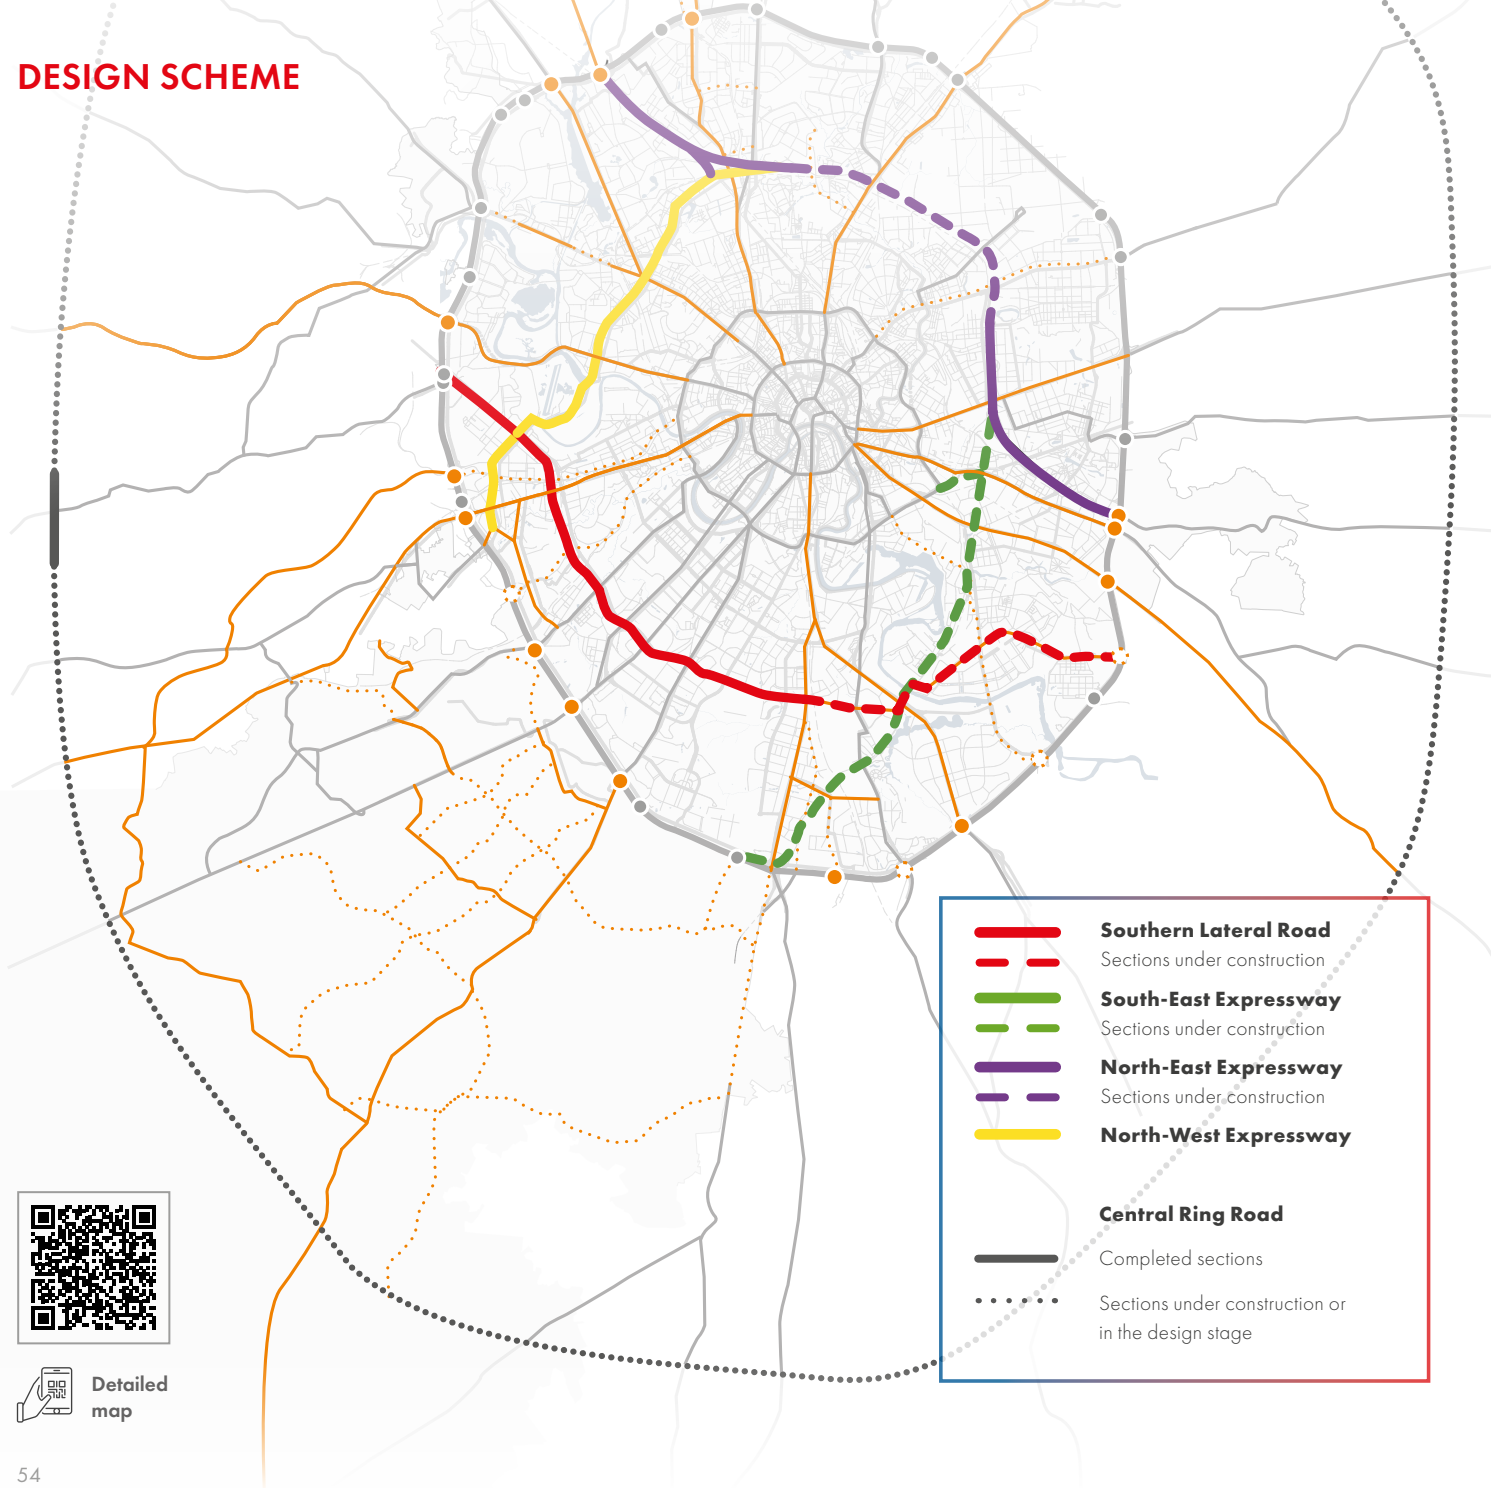 DESIGN SCHEME
Southern Lateral Road
Sections under construction
South-East Expressway
Sections under construction
North-East Expressway
Sections under construction
North-West Expressway
Central Ring Road
Completed sections
Sections under construction or
in the design stage
Detailed
map
54